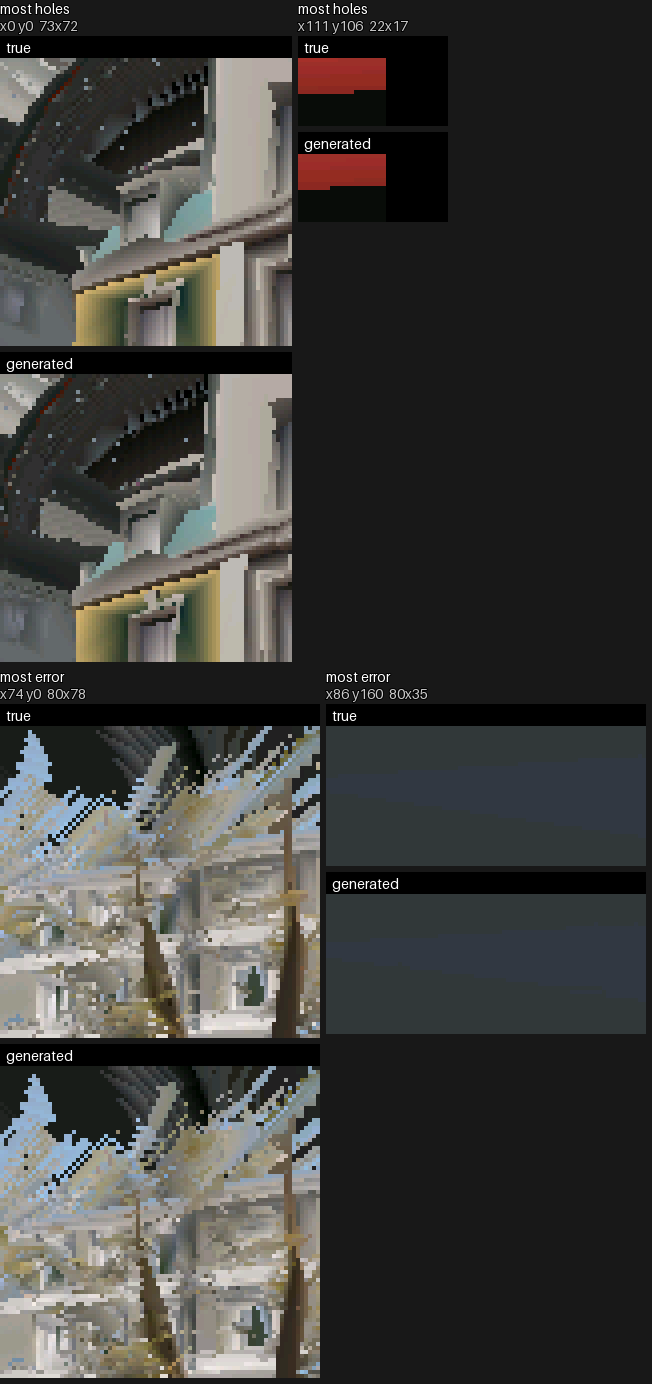 most holes
x0 y0 73x72
true
generated
most holes
x111 y106 22x17
true
generated
most error
x74 y0 80x78
true
generated
most error
x86 y160 80x35
true
generated